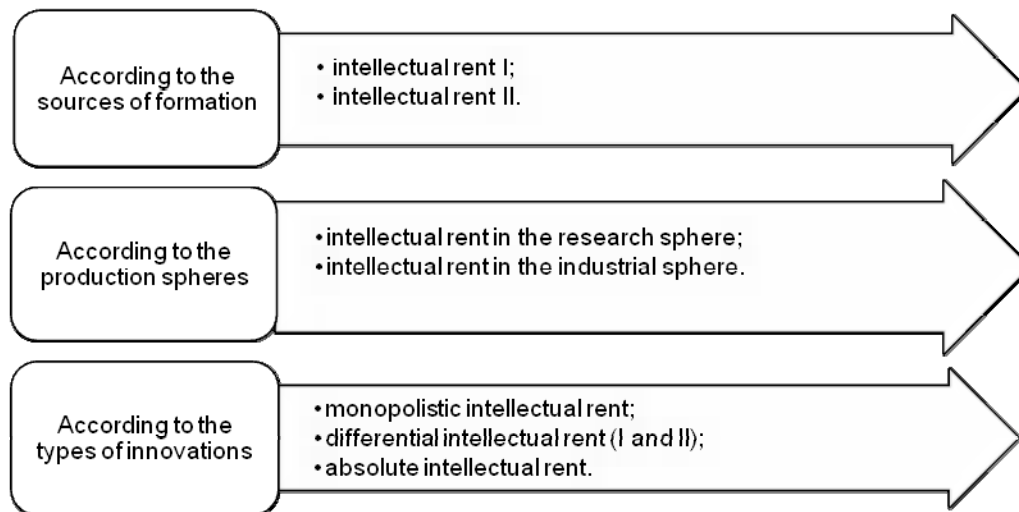 According to the
sources of formation
• intellectual rent I;
• intellectual rent II.
According to the
production spheres
• intellectual rent in the research sphere;
• intellectual rent in the industrial sphere.
According to the
types of innovations
• monopolistic intellectual rent;
• differential intellectual rent (I and II);
• absolute intellectual rent.